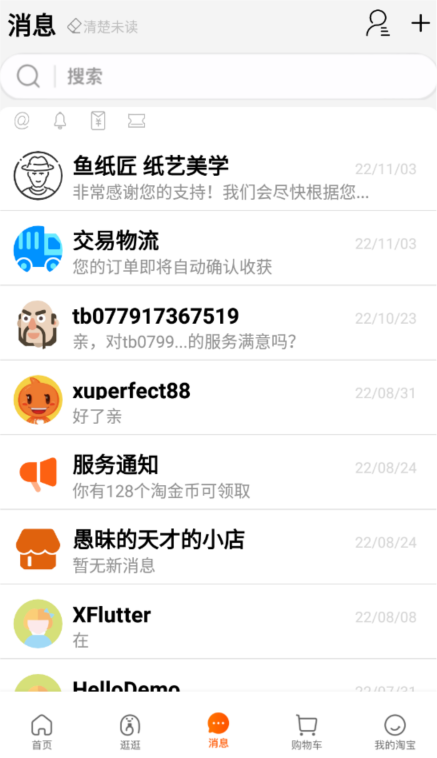 消息 清楚未读
搜索
鱼纸匠 纸艺美学 22/11/03
非常感谢您的支持！我们会尽快根据您...
交易物流 22/11/03
您的订单即将自动确认收获
tb077917367519 22/10/23
亲，对tb0799...的服务满意吗?
xuperfect88 22/08/31
好了亲
服务通知 22/08/24
你有128个淘金币可领取
愚昧的天才的小店 22/08/24
暂无新消息
XFlutter 22/08/08
在
HelloDemo 22/07/31
首页 逛逛 消息 购物车 我的淘宝